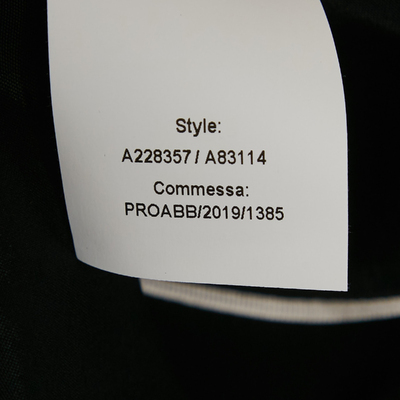 Style:
A228357 / A83114
Commessa:
PROABB/2019/1385